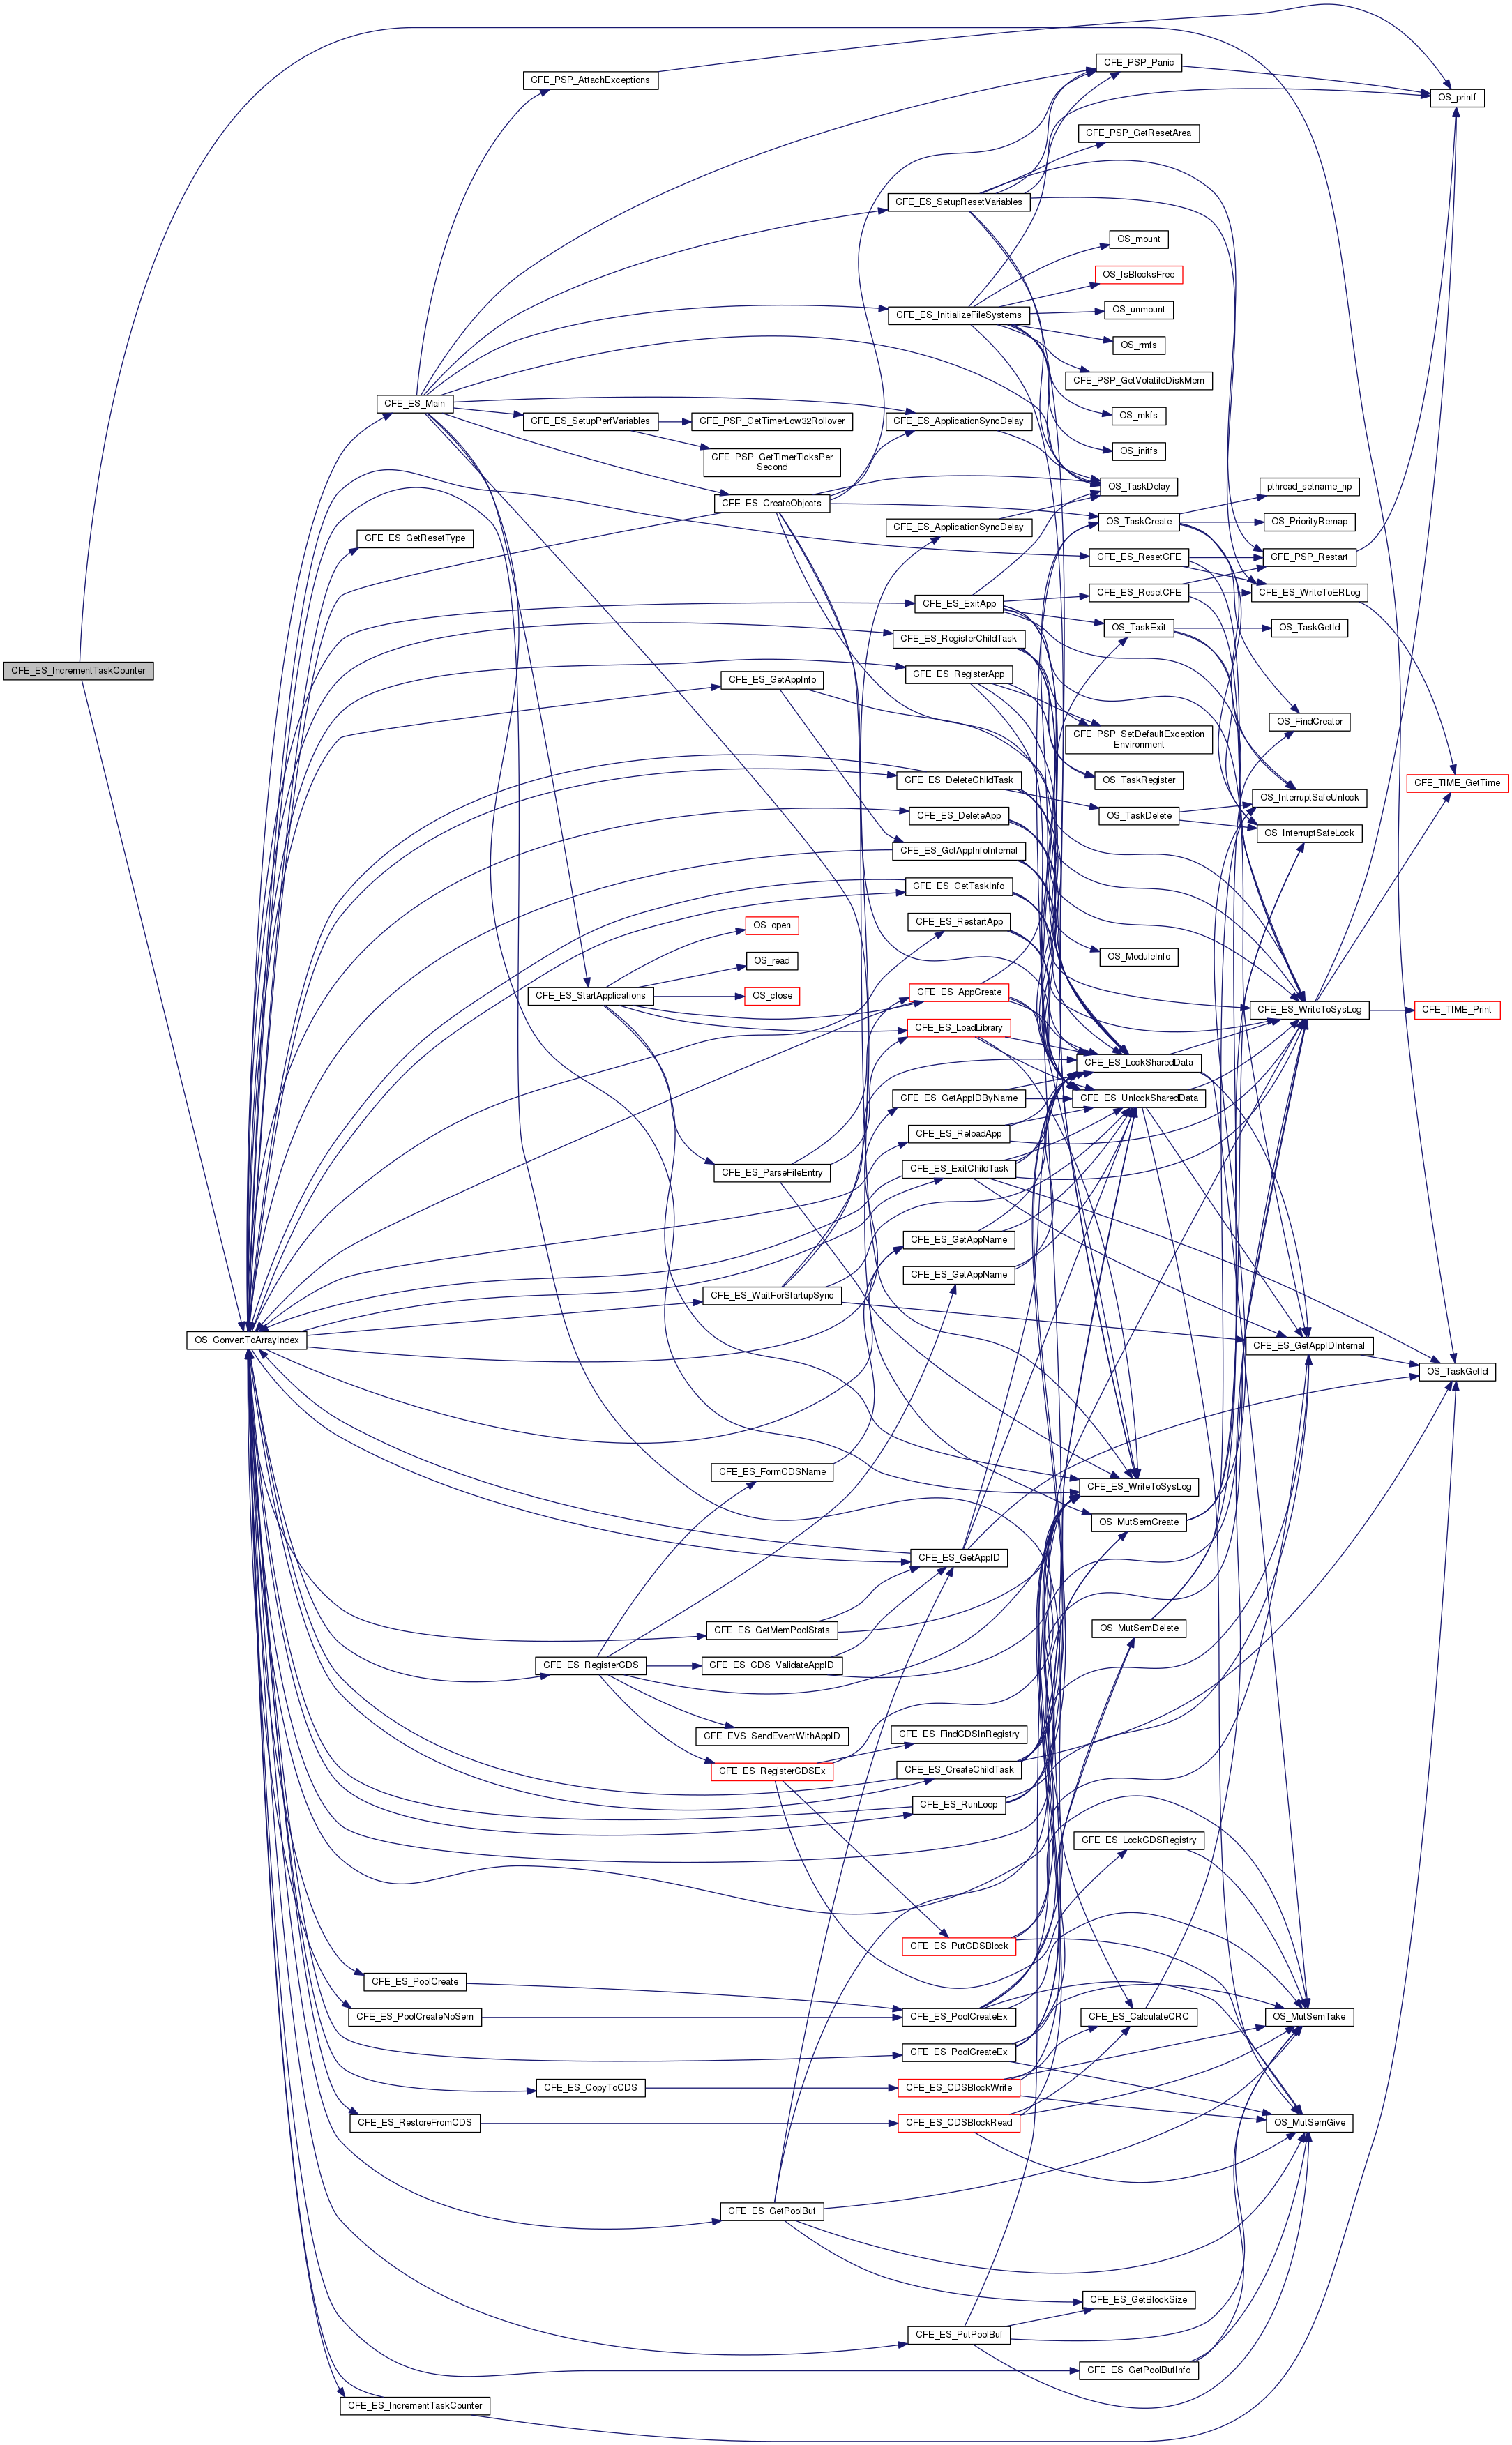 CFE_PSP_Panic
CFE_PSP_AttachExceptions
OS_printf
CFE_PSP_GetResetArea
CFE_ES_SetupResetVariables
OS_mount
OS_fsBlocksFree
OS_unmount
CFE_ES_InitializeFileSystems
OS_rmfs
CFE_PSP_GetVolatileDiskMem
CFE_ES_Main
OS_mkfs
CFE_ES_SetupPerfVariables
CFE_PSP_GetTimerLow32Rollover
CFE_ES_ApplicationSyncDelay
OS_initfs
CFE_PSP_GetTimerTicksPer
Second
OS_TaskDelay
pthread_setname_np
CFE_ES_CreateObjects
OS_TaskCreate
OS_PriorityRemap
CFE_ES_ApplicationSyncDelay
CFE_ES_GetResetType
CFE_ES_ResetCFE
CFE_PSP_Restart
CFE_ES_ResetCFE
CFE_ES_WriteToERLog
CFE_ES_ExitApp
OS_TaskExit
OS_TaskGetId
CFE_ES_RegisterChildTask
CFE_ES_IncrementTaskCounter
CFE_ES_RegisterApp
CFE_ES_GetAppInfo
OS_FindCreator
CFE_PSP_SetDefaultException
Environment
CFE_ES_DeleteChildTask
OS_TaskRegister
CFE_TIME_GetTime
OS_InterruptSafeUnlock
CFE_ES_DeleteApp
OS_TaskDelete
OS_InterruptSafeLock
CFE_ES_GetAppInfoInternal
CFE_ES_GetTaskInfo
OS_open
CFE_ES_RestartApp
OS_read
OS_ModuleInfo
CFE_ES_StartApplications
OS_close
CFE_ES_AppCreate
CFE_ES_WriteToSysLog
CFE_TIME_Print
CFE_ES_LoadLibrary
CFE_ES_LockSharedData
CFE_ES_GetAppIDByName
CFE_ES_UnlockSharedData
CFE_ES_ReloadApp
CFE_ES_ParseFileEntry
CFE_ES_ExitChildTask
CFE_ES_GetAppName
CFE_ES_GetAppName
CFE_ES_WaitForStartupSync
OS_ConvertToArrayIndex
CFE_ES_GetAppIDInternal
OS_TaskGetId
CFE_ES_FormCDSName
CFE_ES_WriteToSysLog
OS_MutSemCreate
CFE_ES_GetAppID
CFE_ES_GetMemPoolStats
OS_MutSemDelete
CFE_ES_RegisterCDS
CFE_ES_CDS_ValidateAppID
CFE_EVS_SendEventWithAppID
CFE_ES_FindCDSInRegistry
CFE_ES_RegisterCDSEx
CFE_ES_CreateChildTask
CFE_ES_RunLoop
CFE_ES_LockCDSRegistry
CFE_ES_PutCDSBlock
CFE_ES_PoolCreate
CFE_ES_PoolCreateNoSem
CFE_ES_PoolCreateEx
CFE_ES_CalculateCRC
OS_MutSemTake
CFE_ES_PoolCreateEx
CFE_ES_CopyToCDS
CFE_ES_CDSBlockWrite
CFE_ES_RestoreFromCDS
CFE_ES_CDSBlockRead
OS_MutSemGive
CFE_ES_GetPoolBuf
CFE_ES_GetBlockSize
CFE_ES_PutPoolBuf
CFE_ES_GetPoolBufInfo
CFE_ES_IncrementTaskCounter